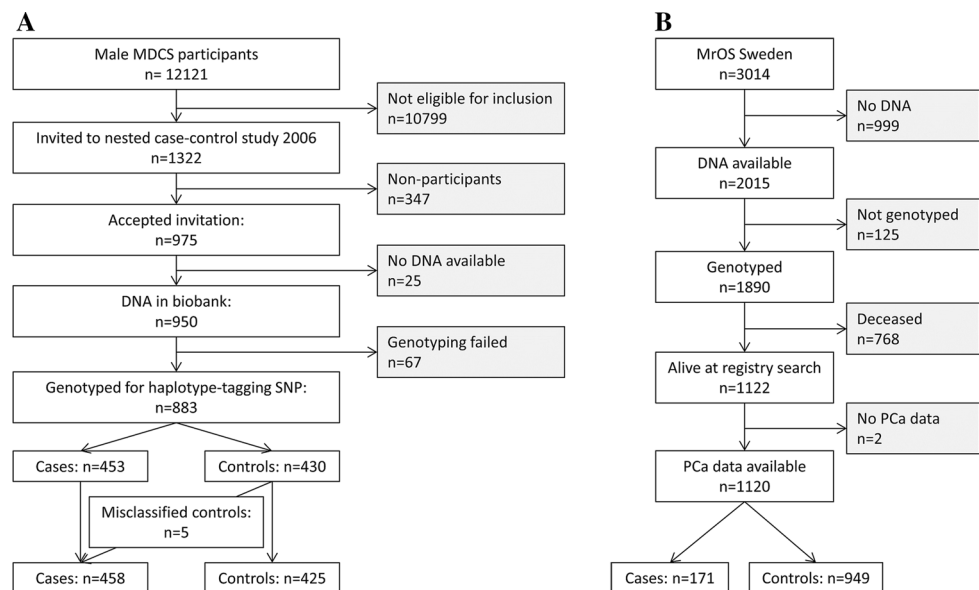 A
Male MDCS participants
n= 12121
Not eligible for inclusion
n=10799
Invited to nested case-control study 2006
n=1322
Non-participants
n=347
Accepted invitation:
n=975
No DNA available
n=25
DNA in biobank:
n=950
Genotyping failed
n=67
Genotyped for haplotype-tagging SNP:
n=883
Cases: n=453
Controls: n=430
Misclassified controls:
n=5
Cases: n=458
Controls: n=425
B
MrOS Sweden
n=3014
No DNA
n=999
DNA available
n=2015
Not genotyped
n=125
Genotyped
n=1890
Deceased
n=768
Alive at registry search
n=1122
No PCa data
n=2
PCa data available
n=1120
Cases: n=171
Controls: n=949